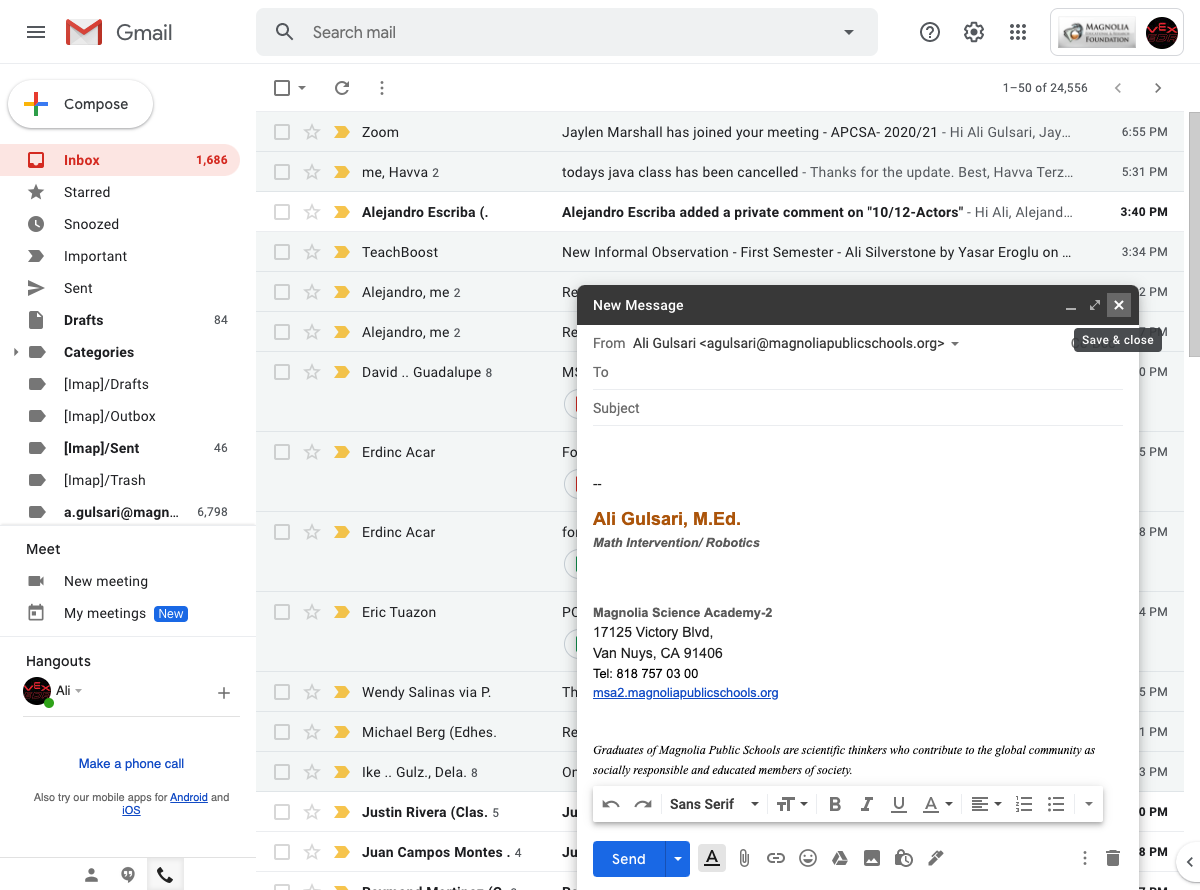 Gmail
Search mail
MAGNOLIA
FOUNDATION
Compose
1–50 of 24,556
Inbox 1,686
Starred
Snoozed
Important
Sent
Drafts 84
Categories
[Imap]/Drafts
[Imap]/Outbox
[Imap]/Sent 46
[Imap]/Trash
a.gulsari@magn... 6,798
Meet
New meeting
My meetings New
Hangouts
Ali
Make a phone call
Also try our mobile apps for Android and
iOS
Zoom Jaylen Marshall has joined your meeting - APCSA- 2020/21 - Hi Ali Gulsari, Jay… 6:55 PM
me, Havva 2 todays java class has been cancelled - Thanks for the update. Best, Havva Terz… 5:31 PM
Alejandro Escriba (. Alejandro Escriba added a private comment on "10/12-Actors" - Hi Ali, Alejand… 3:40 PM
TeachBoost New Informal Observation - First Semester - Ali Silverstone by Yasar Eroglu on … 3:34 PM
Alejandro, me 2 Re 2 PM
Alejandro, me 2 Re PM
David .. Guadalupe 8 MS 0 PM
Erdinc Acar Fo 5 PM
Erdinc Acar for 8 PM
Eric Tuazon PO 4 PM
Wendy Salinas via P. Th 5 PM
Michael Berg (Edhes. Re 1 PM
Ike .. Gulz., Dela. 8 On 3 PM
Justin Rivera (Clas. 5 Ju 0 PM
Juan Campos Montes . 4 Ju 8 PM
New Message
Save & close
From Ali Gulsari <agulsari@magnoliapublicschools.org>
To
Subject
--
Ali Gulsari, M.Ed.
Math Intervention/ Robotics
Magnolia Science Academy-2
17125 Victory Blvd,
Van Nuys, CA 91406
Tel: 818 757 03 00
msa2.magnoliapublicschools.org
Graduates of Magnolia Public Schools are scientific thinkers who contribute to the global community as
socially responsible and educated members of society.
Sans Serif
Send